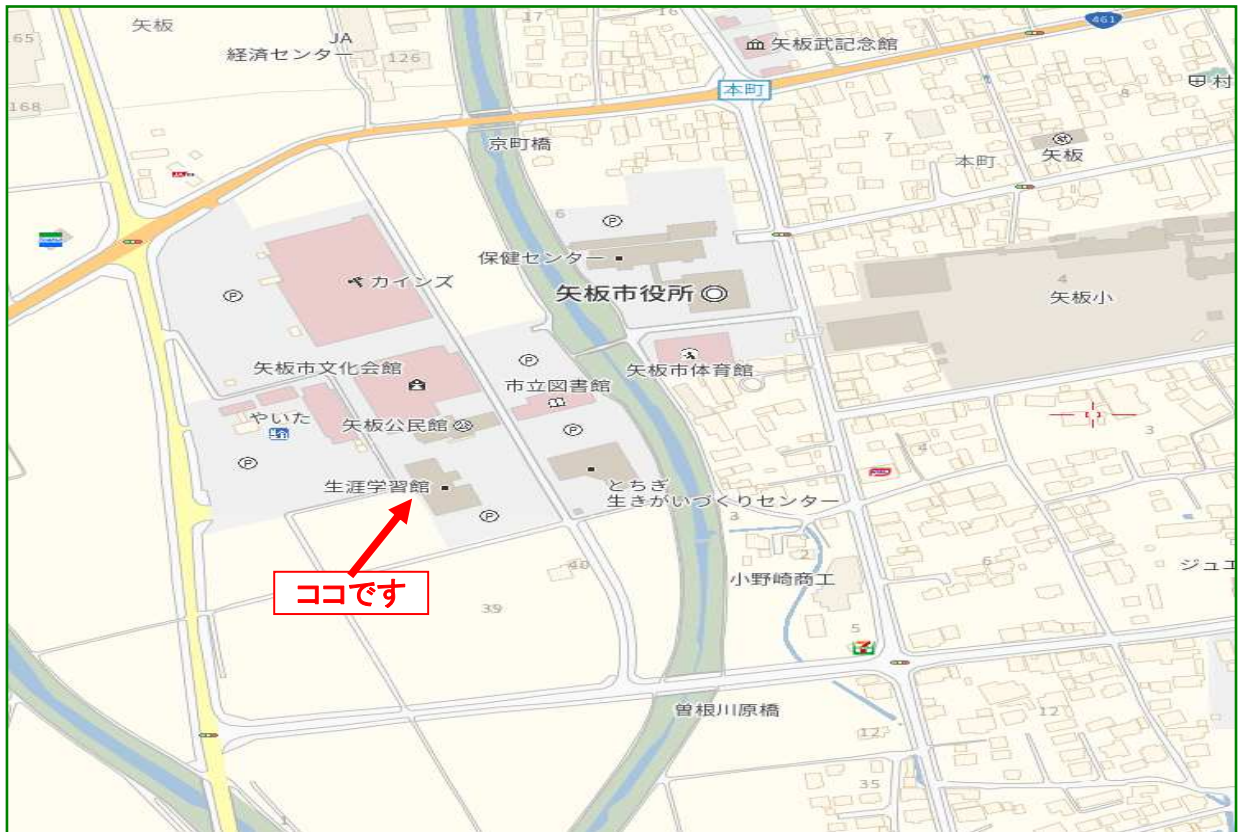 矢板
JA
経済センター
165
168
126
17
16
461
矢板武記念館
本町
田村
8
7
京町橋
本町
矢板
6
保健センター
カインズ
矢板市役所
4
矢板小
矢板市文化会館
市立図書館
矢板市体育館
やいた
矢板公民館
3
4
生涯学習館
とちぎ
生きがいづくりセンター
3
2
6
ココです
40
39
小野崎商工
ジュエ
5
曽根川原橋
12
12
35
1
P
P
P
P
P
P